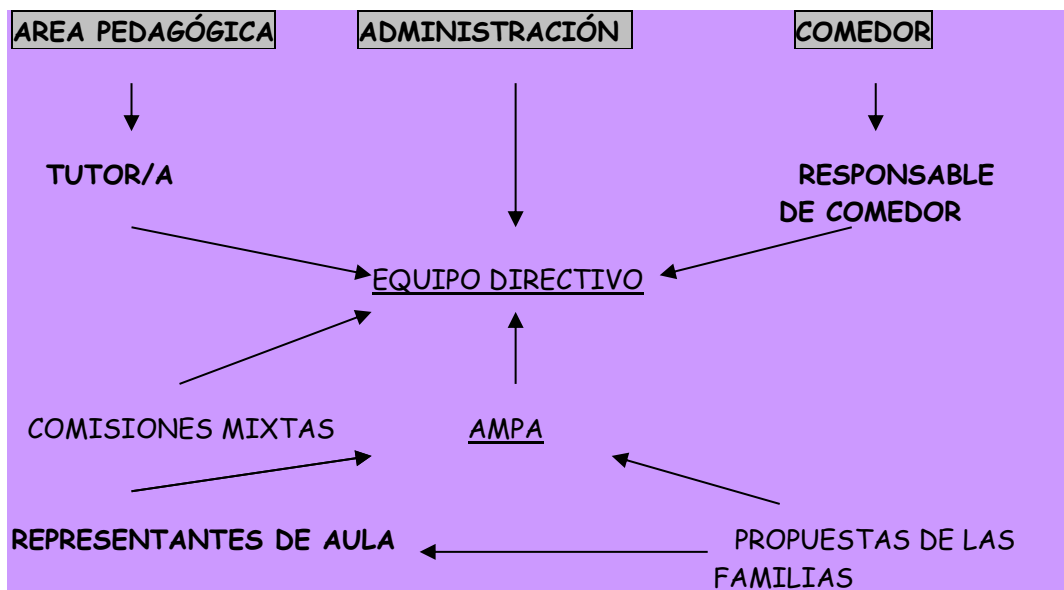 AREA PEDAGÓGICA
ADMINISTRACIÓN
COMEDOR
TUTOR/A
RESPONSABLE
DE COMEDOR
EQUIPO DIRECTIVO
COMISIONES MIXTAS
AMPA
REPRESENTANTES DE AULA
PROPUESTAS DE LAS
FAMILIAS